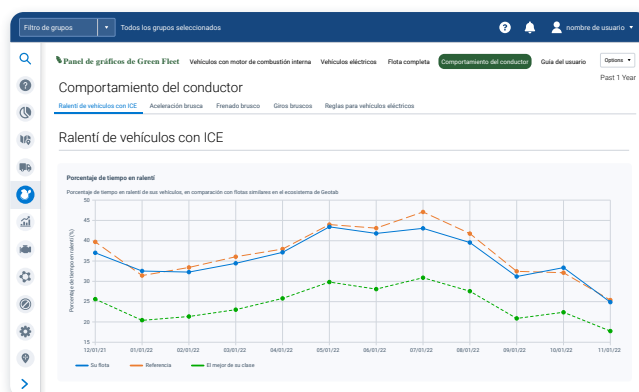 Filtro de grupos
Todos los grupos seleccionados
nombre de usuario
Panel de gráficos de Green Fleet
Vehículos con motor de combustión interna
Vehículos eléctricos
Flota completa
Comportamiento del conductor
Guía del usuario
Options
Past 1 Year
Comportamiento del conductor
Ralentí de vehículos con ICE
Aceleración brusca
Frenado brusco
Giros bruscos
Reglas para vehículos eléctricos
Ralentí de vehículos con ICE
Porcentaje de tiempo en ralentí
Porcentaje de tiempo en ralentí de sus vehículos, en comparación con flotas similares en el ecosistema de Geotab
Porcentaje de tiempo en ralentí (%)
50
45
40
35
30
25
20
15
12/01/21
01/01/22
02/01/22
03/01/22
04/01/22
05/01/22
06/01/22
07/01/22
08/01/22
09/01/22
10/01/22
11/01/22
Su flota
Referencia
El mejor de su clase